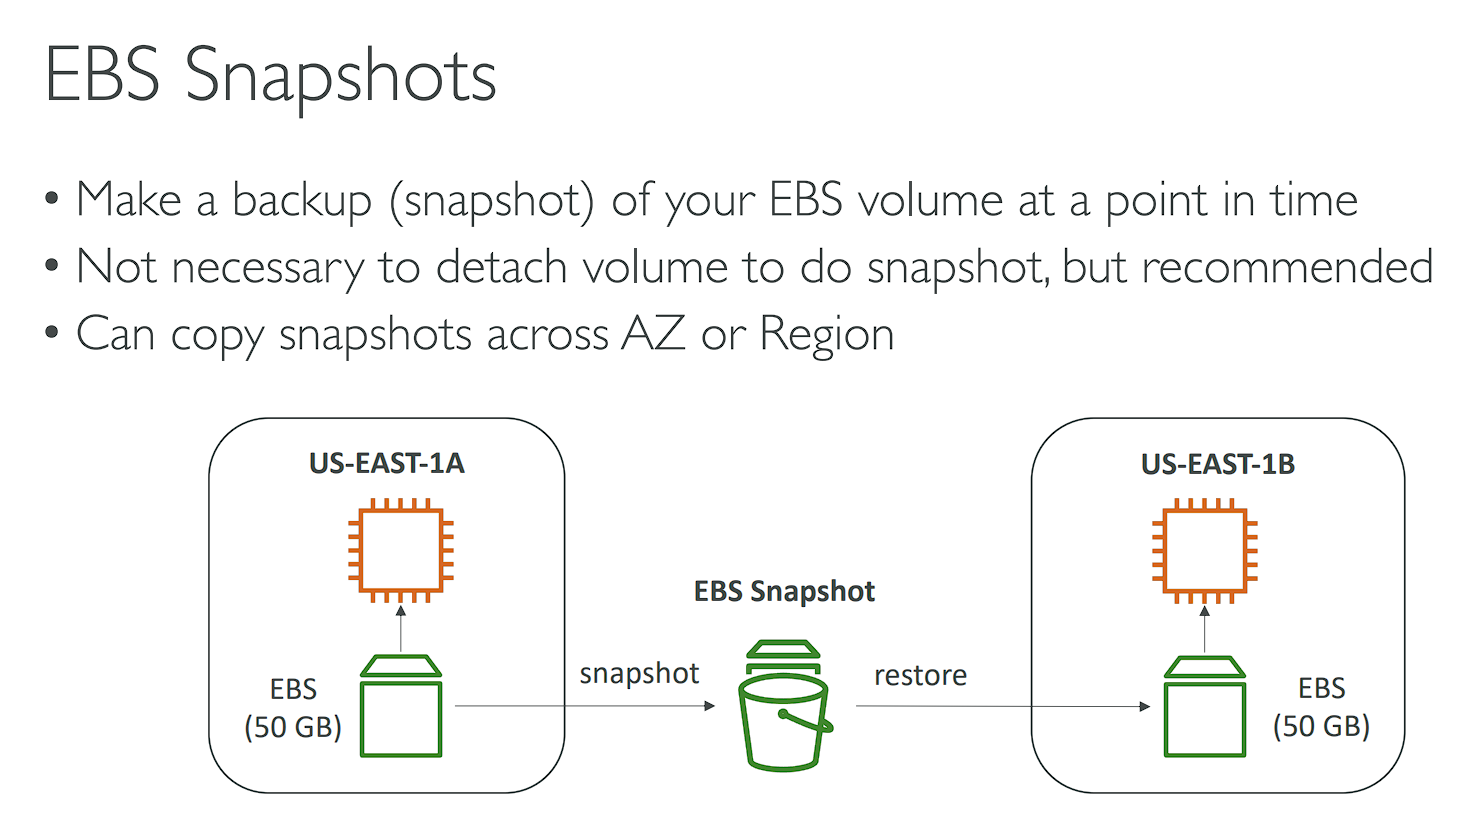 EBS Snapshots
• Make a backup (snapshot) of your EBS volume at a point in time
• Not necessary to detach volume to do snapshot, but recommended
• Can copy snapshots across AZ or Region
US-EAST-1A
US-EAST-1B
EBS Snapshot
snapshot
restore
EBS
(50 GB)
EBS
(50 GB)